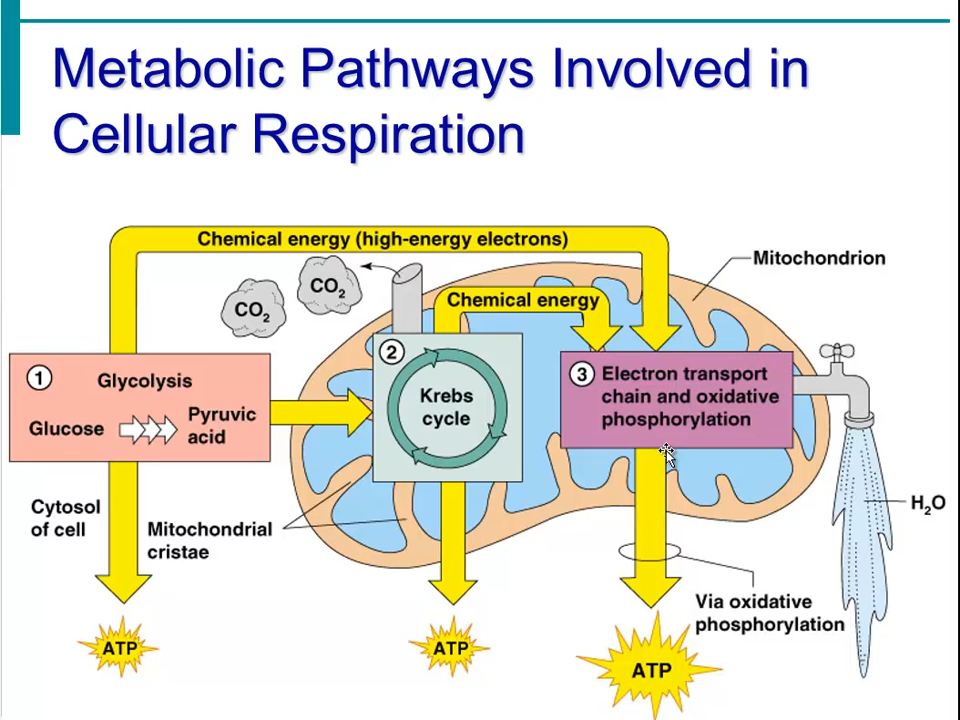 Metabolic Pathways Involved in
Cellular Respiration
Chemical energy (high-energy electrons)
Mitochondrion
CO2
CO2
Chemical energy
1
Glycolysis
Glucose
Pyruvic
acid
2
Krebs
cycle
3
Electron transport
chain and oxidative
phosphorylation
Cytosol
of cell
Mitochondrial
cristae
H2O
Via oxidative
phosphorylation
ATP
ATP
ATP